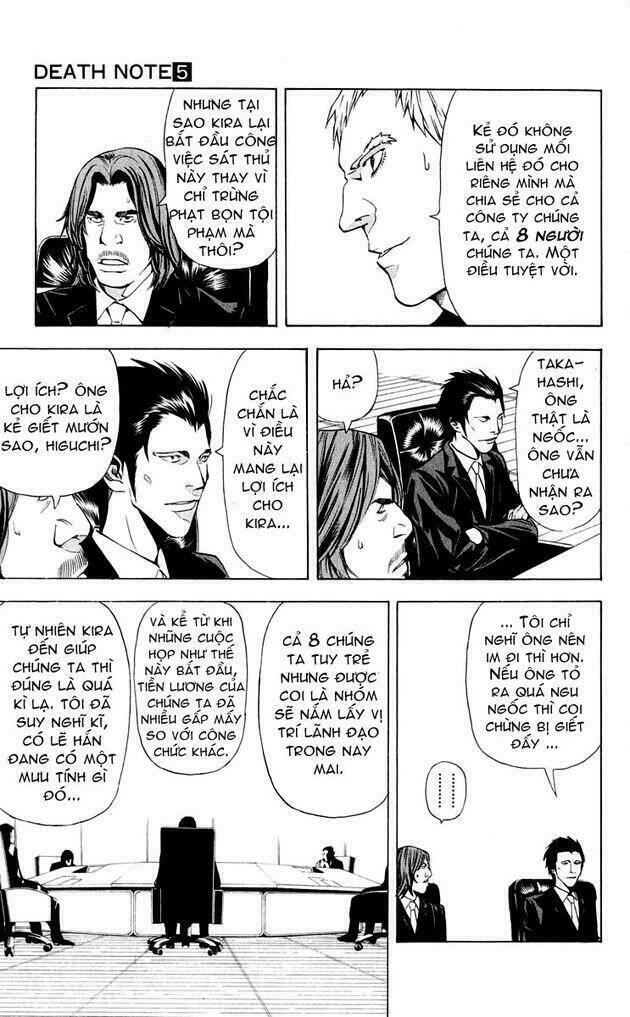 DEATH NOTE 5
KẺ ĐÓ KHÔNG
SỬ DỤNG MỐI
LIÊN HỆ ĐÓ CHO
RIÊNG MÌNH MÀ
CHIA SẺ CHO CẢ
CÔNG TY CHÚNG
TA, CẢ 8 NGƯỜI
CHÚNG TA. MỘT
ĐIỀU TUYỆT VỜI.
NHƯNG TẠI
SAO KIRA LẠI
BẮT ĐẦU CÔNG
VIỆC SÁT THỦ
NÀY THAY VÌ
CHỈ TRỪNG
PHẠT BỌN TỘI
PHẠM MÀ
THÔI?
TAKA-
HASHI,
ÔNG
THẬT LÀ
NGỐC...
ÔNG VẪN
CHƯA
NHẬN RA
SAO?
HẢ?
CHẮC
CHẮN LÀ
VÌ ĐIỀU
NÀY
MANG LẠI
LỢI ÍCH
CHO
KIRA...
LỢI ÍCH? ÔNG
CHO KIRA LÀ
KẺ GIẾT MƯỚN
SAO, HIGUCHI?
... TÔI CHỈ
NGHĨ ÔNG NÊN
IM ĐI THÌ HƠN.
NẾU ÔNG TỎ
RA QUÁ NGU
NGỐC THÌ COI
CHỪNG BỊ GIẾT
ĐẤY ...
......
CẢ 8 CHÚNG
TA TUY TRẺ
NHƯNG ĐƯỢC
COI LÀ NHÓM
SẼ NẮM LẤY VỊ
TRÍ LÃNH ĐẠO
TRONG NAY
MAI.
VÀ KỂ TỪ KHI
NHỮNG CUỘC
HỌP NHƯ THẾ
NÀY BẮT ĐẦU,
TIỀN LƯƠNG CỦA
CHÚNG TA ĐÃ
NHIỀU GẤP MẤY
SO VỚI CÔNG
CHỨC KHÁC.
TỰ NHIÊN KIRA
ĐẾN GIÚP
CHÚNG TA THÌ
ĐÚNG LÀ QUÁ
KÌ LẠ. TÔI ĐÃ
SUY NGHĨ KĨ,
CÓ LẼ HẮN
ĐANG CÓ MỘT
MƯU TÍNH GÌ
ĐÓ...